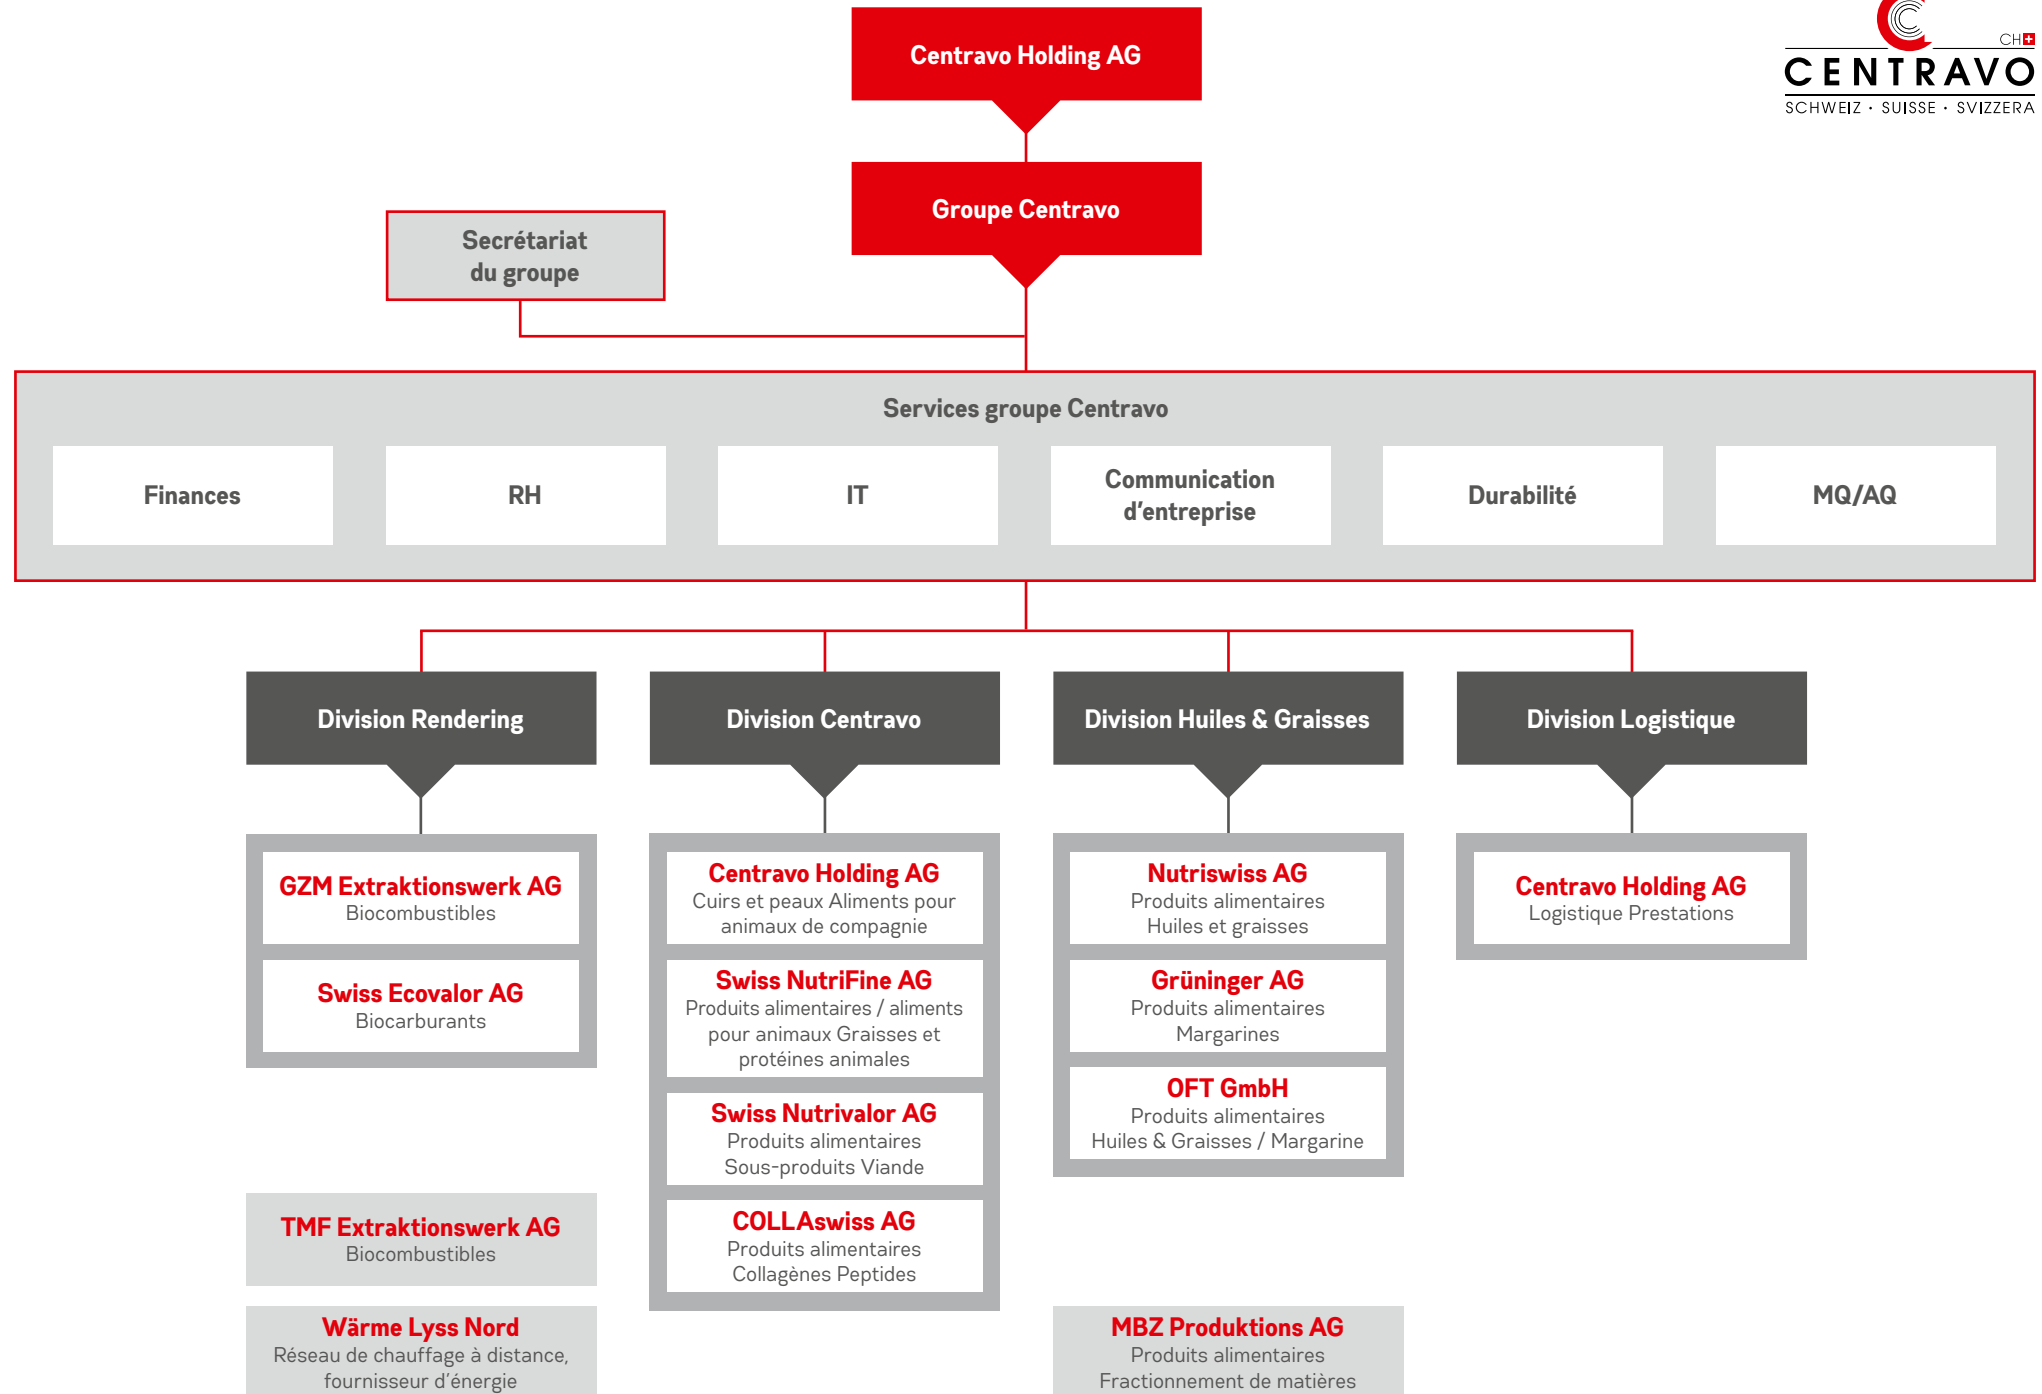 Centravo Holding AG
CH
CENTRAVO
SCHWEIZ · SUISSE · SVIZZERA
Groupe Centravo
Secrétariat
du groupe
Services groupe Centravo
Finances
RH
IT
Communication
d'entreprise
Durabilité
MQ/AQ
Division Rendering
Division Centravo
Division Huiles & Graisses
Division Logistique
GZM Extraktionswerk AG
Biocombustibles
Swiss Ecovalor AG
Biocarburants
TMF Extraktionswerk AG
Biocombustibles
Wärme Lyss Nord
Réseau de chauffage à distance,
fournisseur d'énergie
Centravo Holding AG
Cuirs et peaux Aliments pour
animaux de compagnie
Swiss NutriFine AG
Produits alimentaires / aliments
pour animaux Graisses et
protéines animales
Swiss Nutrivalor AG
Produits alimentaires
Sous-produits Viande
COLLAswiss AG
Produits alimentaires
Collagènes Peptides
Nutriswiss AG
Produits alimentaires
Huiles et graisses
Grüninger AG
Produits alimentaires
Margarines
OFT GmbH
Produits alimentaires
Huiles & Graisses / Margarine
MBZ Produktions AG
Produits alimentaires
Fractionnement de matières
Centravo Holding AG
Logistique Prestations